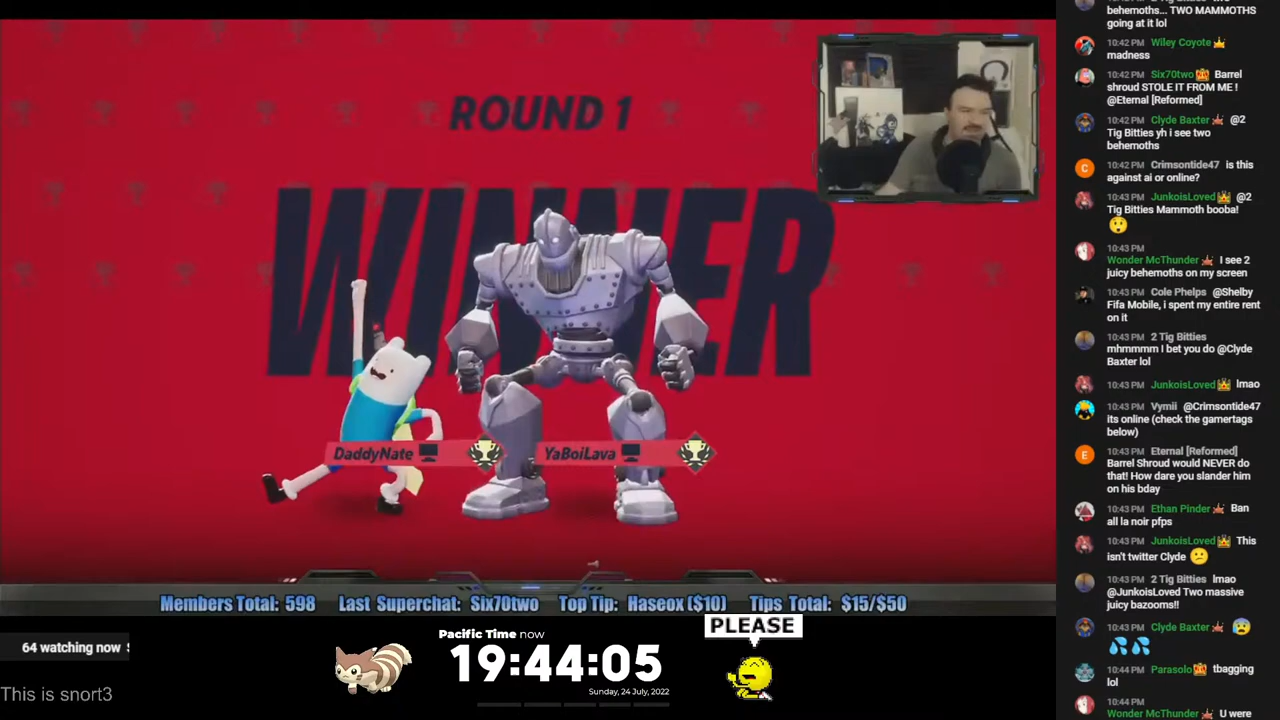 ROUND 1
WINNER
DaddyNate
YaBoiLava
Members Total: 598 Last Superchat: Six70two Top Tip: Haseox ($10) Tips Total: $15/$50
64 watching now
Pacific Time now
19:44:05
Sunday, 24 July, 2022
PLEASE
This is snort3
behemoths... TWO MAMMOTHS
going at it lol
10:42 PM Wiley Coyote
madness
10:42 PM Six70two Barrel
shroud STOLE IT FROM ME !
@Eternal [Reformed]
10:42 PM Clyde Baxter @2
Tig Bitties yh i see two
behemoths
10:42 PM Crimsontide47 is this
against ai or online?
10:43 PM JunkoisLoved @2
Tig Bitties Mammoth booba!
10:43 PM
Wonder McThunder I see 2
juicy behemoths on my screen
10:43 PM Cole Phelps @Shelby
Fifa Mobile, i spent my entire rent
on it
10:43 PM 2 Tig Bitties
mhmmmm I bet you do @Clyde
Baxter lol
10:43 PM JunkoisLoved lmao
10:43 PM Vymii @Crimsontide47
its online (check the gamertags
below)
10:43 PM Eternal [Reformed]
Barrel Shroud would NEVER do
that! How dare you slander him
on his bday
10:43 PM Ethan Pinder Ban
all la noir pfps
10:43 PM JunkoisLoved This
isn't twitter Clyde
10:43 PM 2 Tig Bitties lmao
@JunkoisLoved Two massive
juicy bazooms!!
10:43 PM Clyde Baxter
10:44 PM Parasolo tbagging
lol
10:44 PM
Wonder McThunder U were